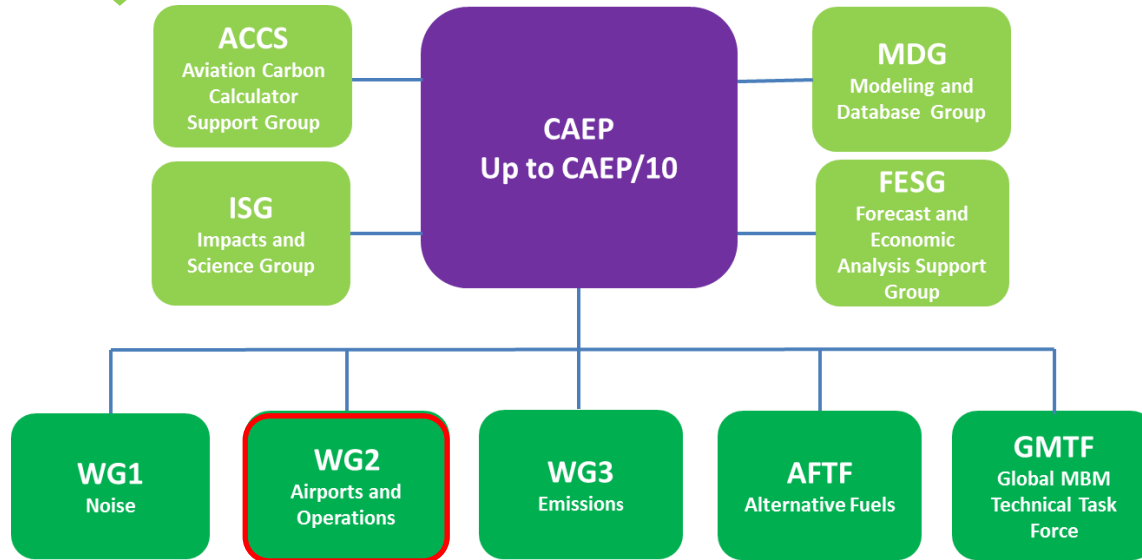 ACCS
Aviation Carbon
Calculator
Support Group
CAEP
Up to CAEP/10
MDG
Modeling and
Database Group
ISG
Impacts and
Science Group
FESG
Forecast and
Economic
Analysis Support
Group
WG1
Noise
WG2
Airports and
Operations
WG3
Emissions
AFTF
Alternative Fuels
GMTF
Global MBM
Technical Task
Force